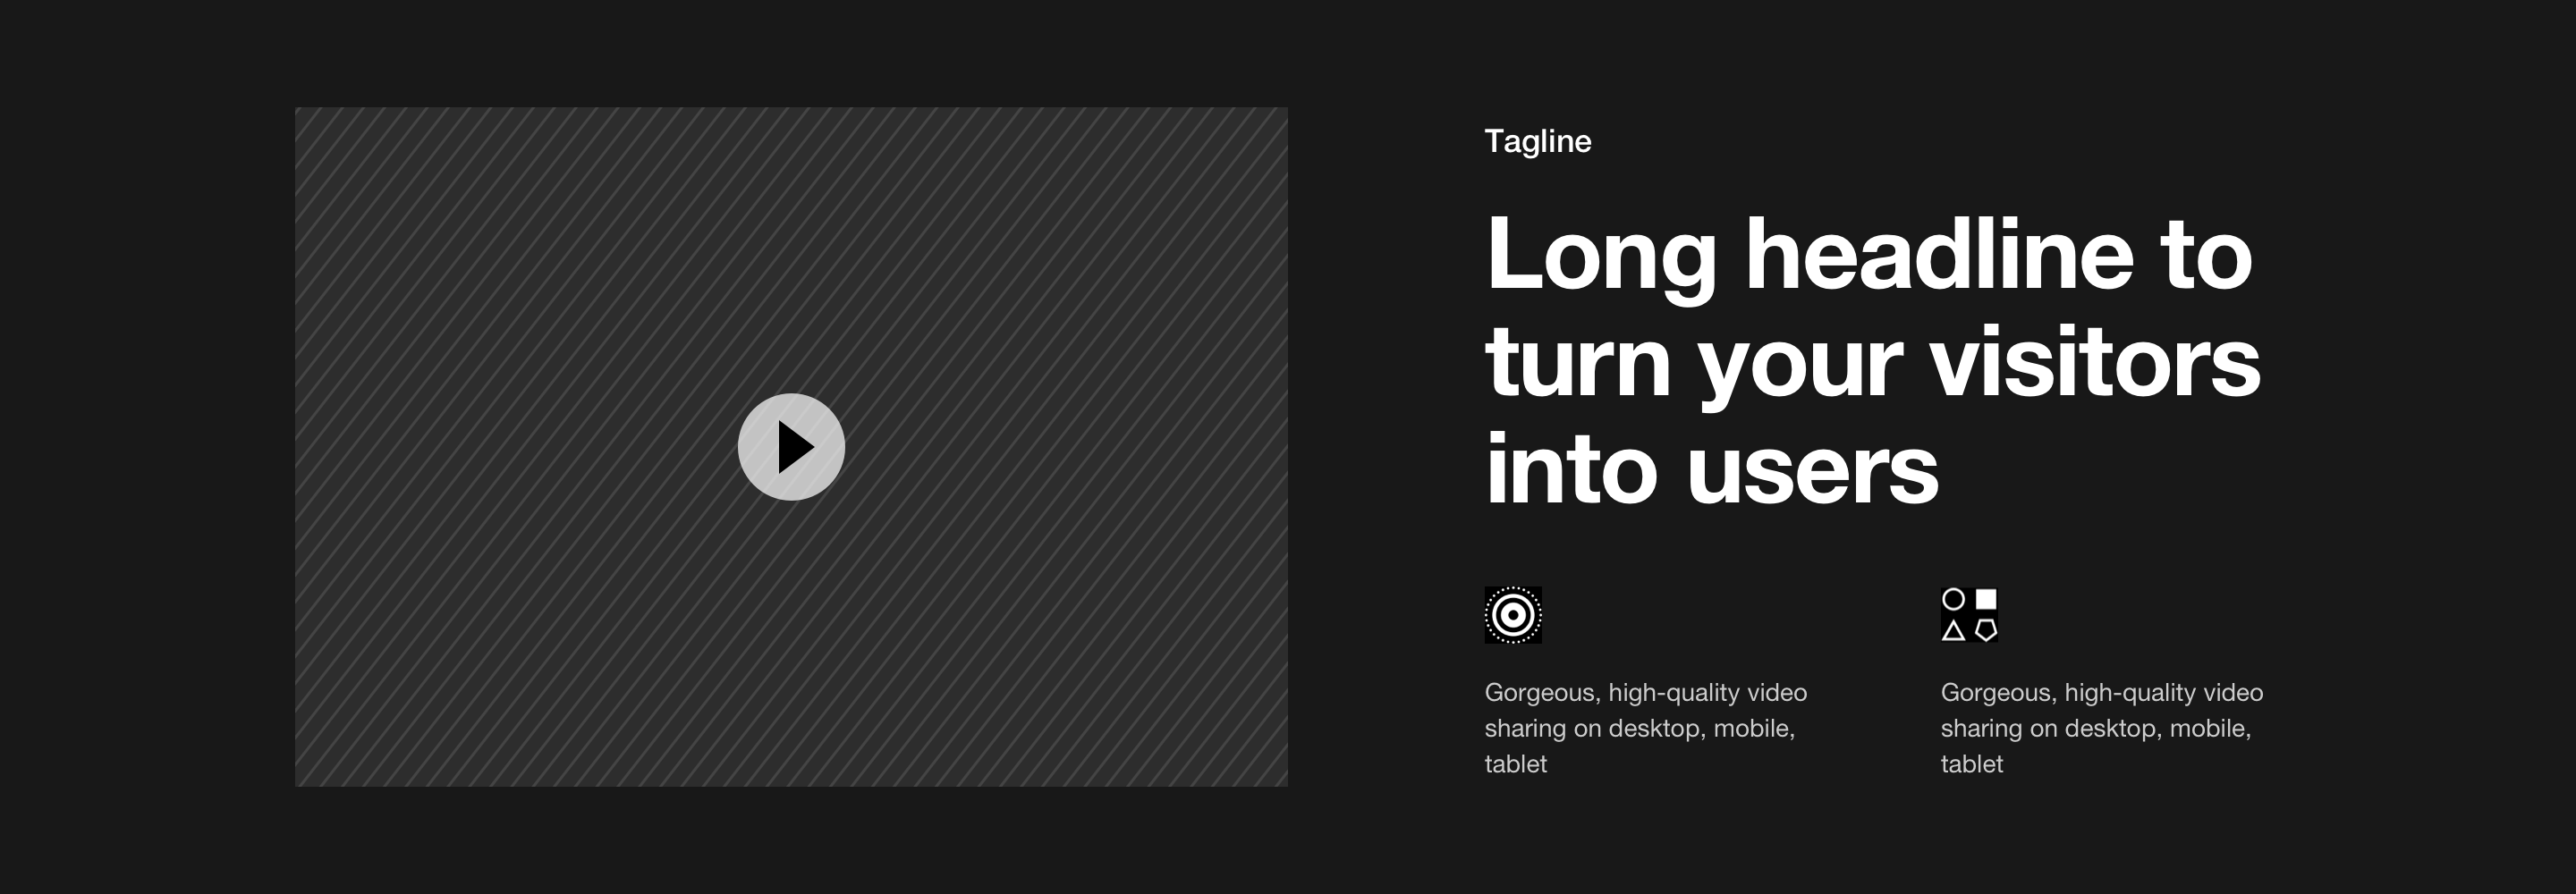 Tagline
Long headline to
turn your visitors
into users
Gorgeous, high-quality video
sharing on desktop, mobile,
tablet
Gorgeous, high-quality video
sharing on desktop, mobile,
tablet